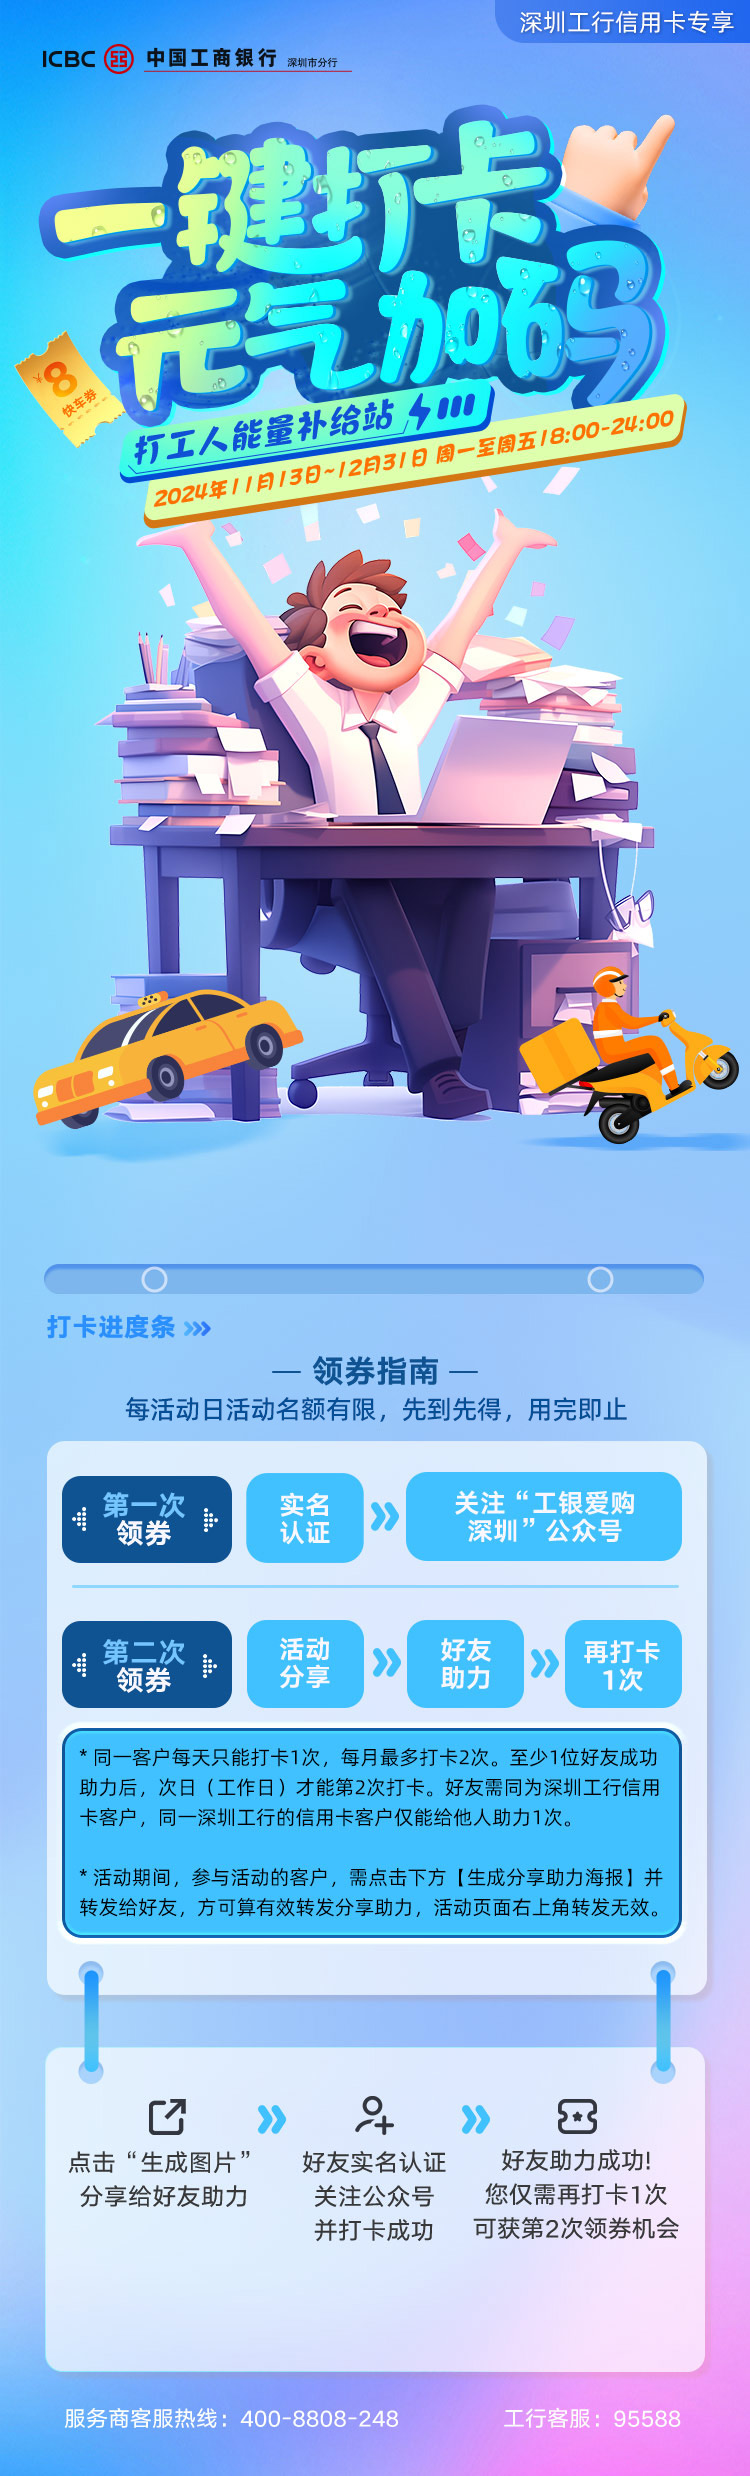 深圳工行信用卡专享
ICBC 中国工商银行 深圳市分行
一键打卡
元气加码
¥8
快车券
打工人能量补给站
2024年11月13日~12月31日 周一至周五18:00-24:00
打卡进度条
— 领券指南 —
每活动日活动名额有限，先到先得，用完即止
第一次
领券
实名
认证
关注“工银爱购
深圳”公众号
第二次
领券
活动
分享
好友
助力
再打卡
1次
* 同一客户每天只能打卡1次，每月最多打卡2次。至少1位好友成功
助力后，次日（工作日）才能第2次打卡。好友需同为深圳工行信用
卡客户，同一深圳工行的信用卡客户仅能给他人助力1次。
* 活动期间，参与活动的客户，需点击下方【生成分享助力海报】并
转发给好友，方可算有效转发分享助力，活动页面右上角转发无效。
点击“生成图片”
分享给好友助力
好友实名认证
关注公众号
并打卡成功
好友助力成功!
您仅需再打卡1次
可获第2次领券机会
服务商客服热线：400-8808-248
工行客服：95588